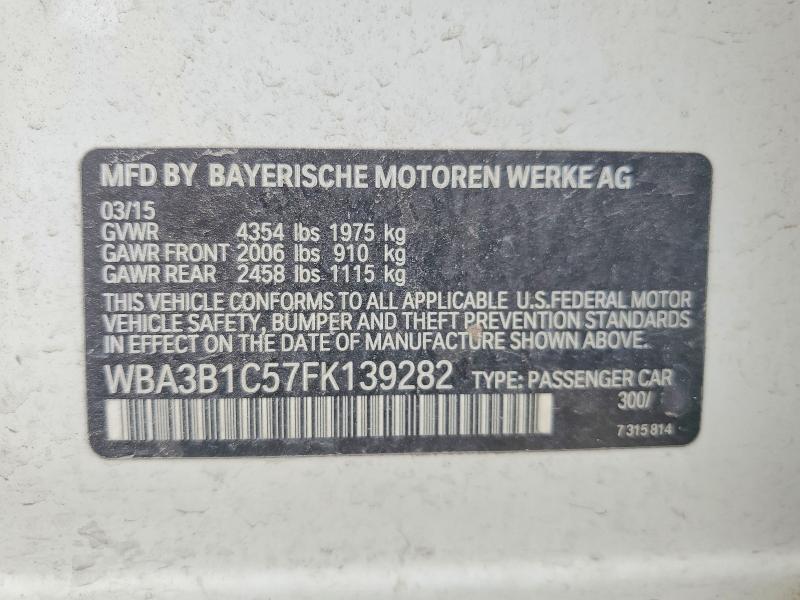 MFD BY BAYERISCHE MOTOREN WERKE AG
03/15
GVWR 4354 lbs 1975 kg
GAWR FRONT 2006 lbs 910 kg
GAWR REAR 2458 lbs 1115 kg
THIS VEHICLE CONFORMS TO ALL APPLICABLE U.S.FEDERAL MOTOR
VEHICLE SAFETY, BUMPER AND THEFT PREVENTION STANDARDS
IN EFFECT ON THE DATE OF MANUFACTURE SHOWN ABOVE.
WBA3B1C57FK139282 TYPE: PASSENGER CAR
300/
7 315 814